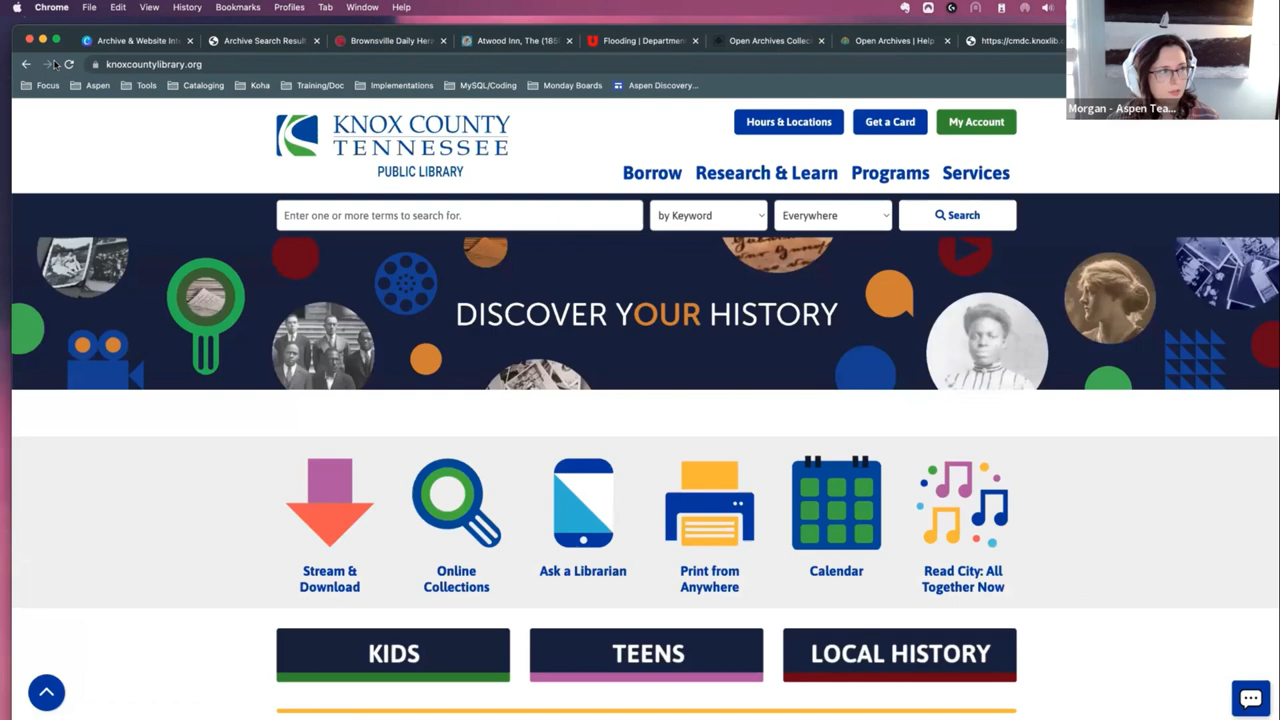 Chrome File Edit View History Bookmarks Profiles Tab Window Help
Archive & Website Int Archive Search Resul Brownsville Daily Hera Atwood Inn, The (188 Flooding | Departmen Open Archives Collec Open Archives | Help https://cmdc.knoxlib.c
knoxcountylibrary.org
Focus Aspen Tools Cataloging Koha Training/Doc Implementations MySQL/Coding Monday Boards Aspen Discovery...
Morgan - Aspen Tea...
KNOX COUNTY
TENNESSEE
PUBLIC LIBRARY
Hours & Locations Get a Card My Account
Borrow Research & Learn Programs Services
Enter one or more terms to search for. by Keyword Everywhere Search
DISCOVER YOUR HISTORY
Stream &
Download
Online
Collections
Ask a Librarian
Print from
Anywhere
Calendar
Read City: All
Together Now
KIDS TEENS LOCAL HISTORY